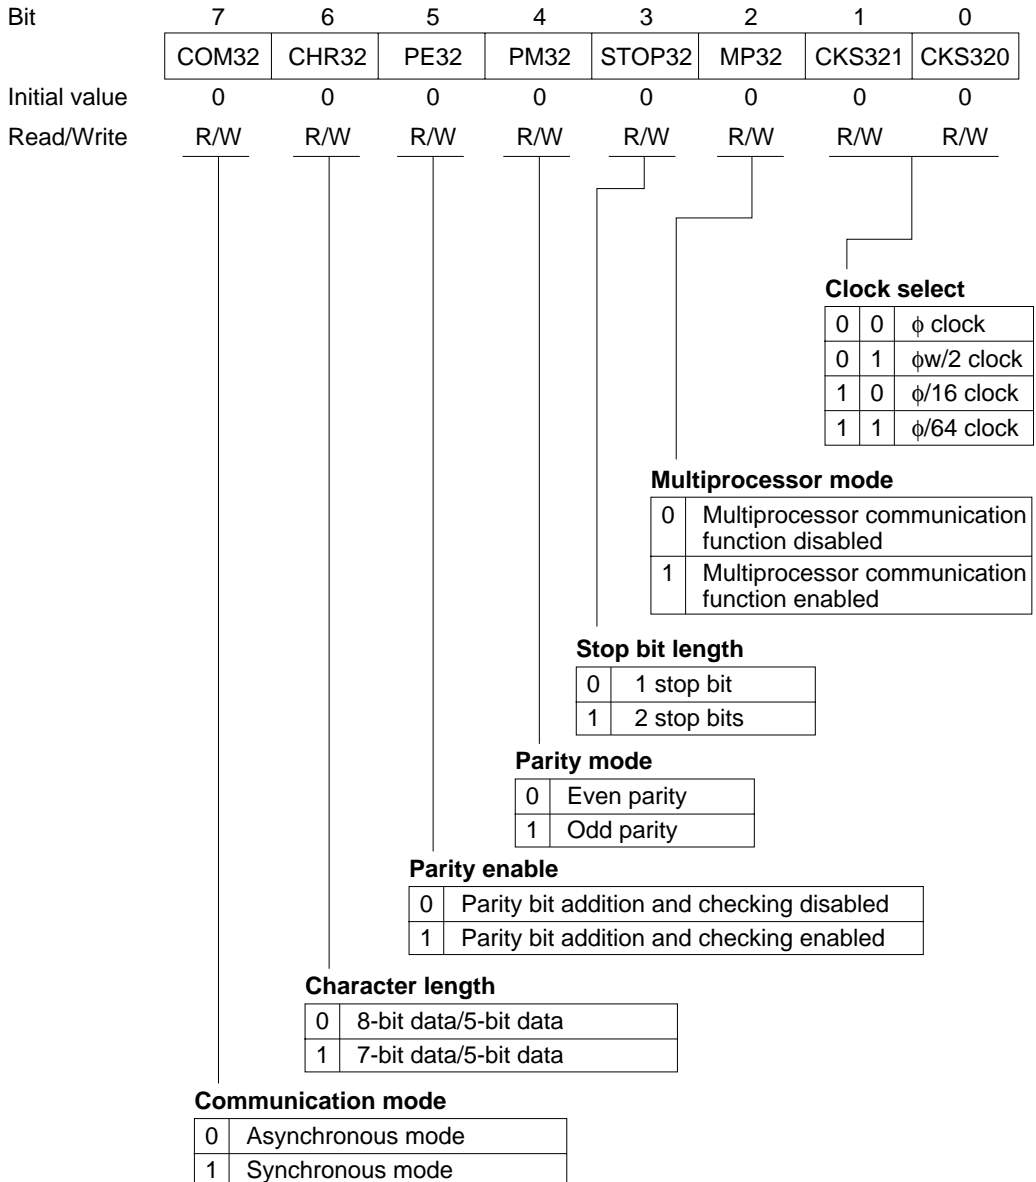 Bit 7 6 5 4 3 2 1 0
COM32 CHR32 PE32 PM32 STOP32 MP32 CKS321 CKS320
Initial value 0 0 0 0 0 0 0 0
Read/Write R/W R/W R/W R/W R/W R/W R/W R/W
Clock select
0 0 ϕ clock
0 1 ϕw/2 clock
1 0 ϕ/16 clock
1 1 ϕ/64 clock
Multiprocessor mode
0 Multiprocessor communication
function disabled
1 Multiprocessor communication
function enabled
Stop bit length
0 1 stop bit
1 2 stop bits
Parity mode
0 Even parity
1 Odd parity
Parity enable
0 Parity bit addition and checking disabled
1 Parity bit addition and checking enabled
Character length
0 8-bit data/5-bit data
1 7-bit data/5-bit data
Communication mode
0 Asynchronous mode
1 Synchronous mode